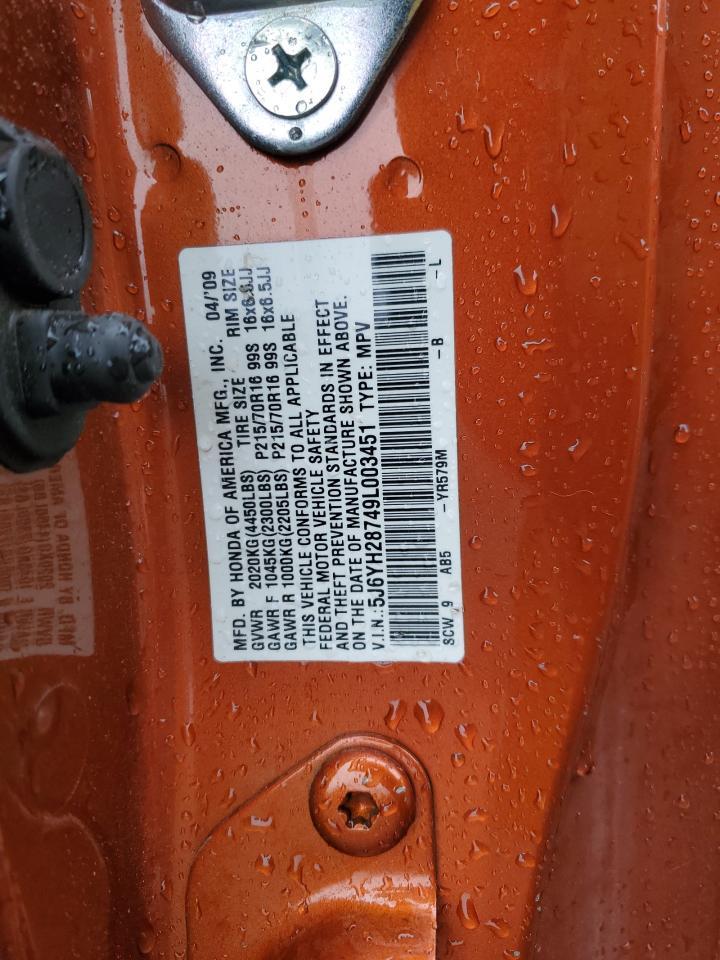 MFD. BY HONDA OF AMERICA MFG., INC. 04/'09
GVWR 2020KG(4450LBS) TIRE SIZE RIM SIZE
GAWR F 1045KG(2300LBS) P215/70R16 99S 16x6.5JJ
GAWR R 1000KG(2205LBS) P215/70R16 99S 16x6.5JJ
THIS VEHICLE CONFORMS TO ALL APPLICABLE
FEDERAL MOTOR VEHICLE SAFETY
AND THEFT PREVENTION STANDARDS IN EFFECT
ON THE DATE OF MANUFACTURE SHOWN ABOVE.
V.I.N.: 5J6YH28749L003451 TYPE: MPV
SCW 9 AB5 -YR579M -B -L